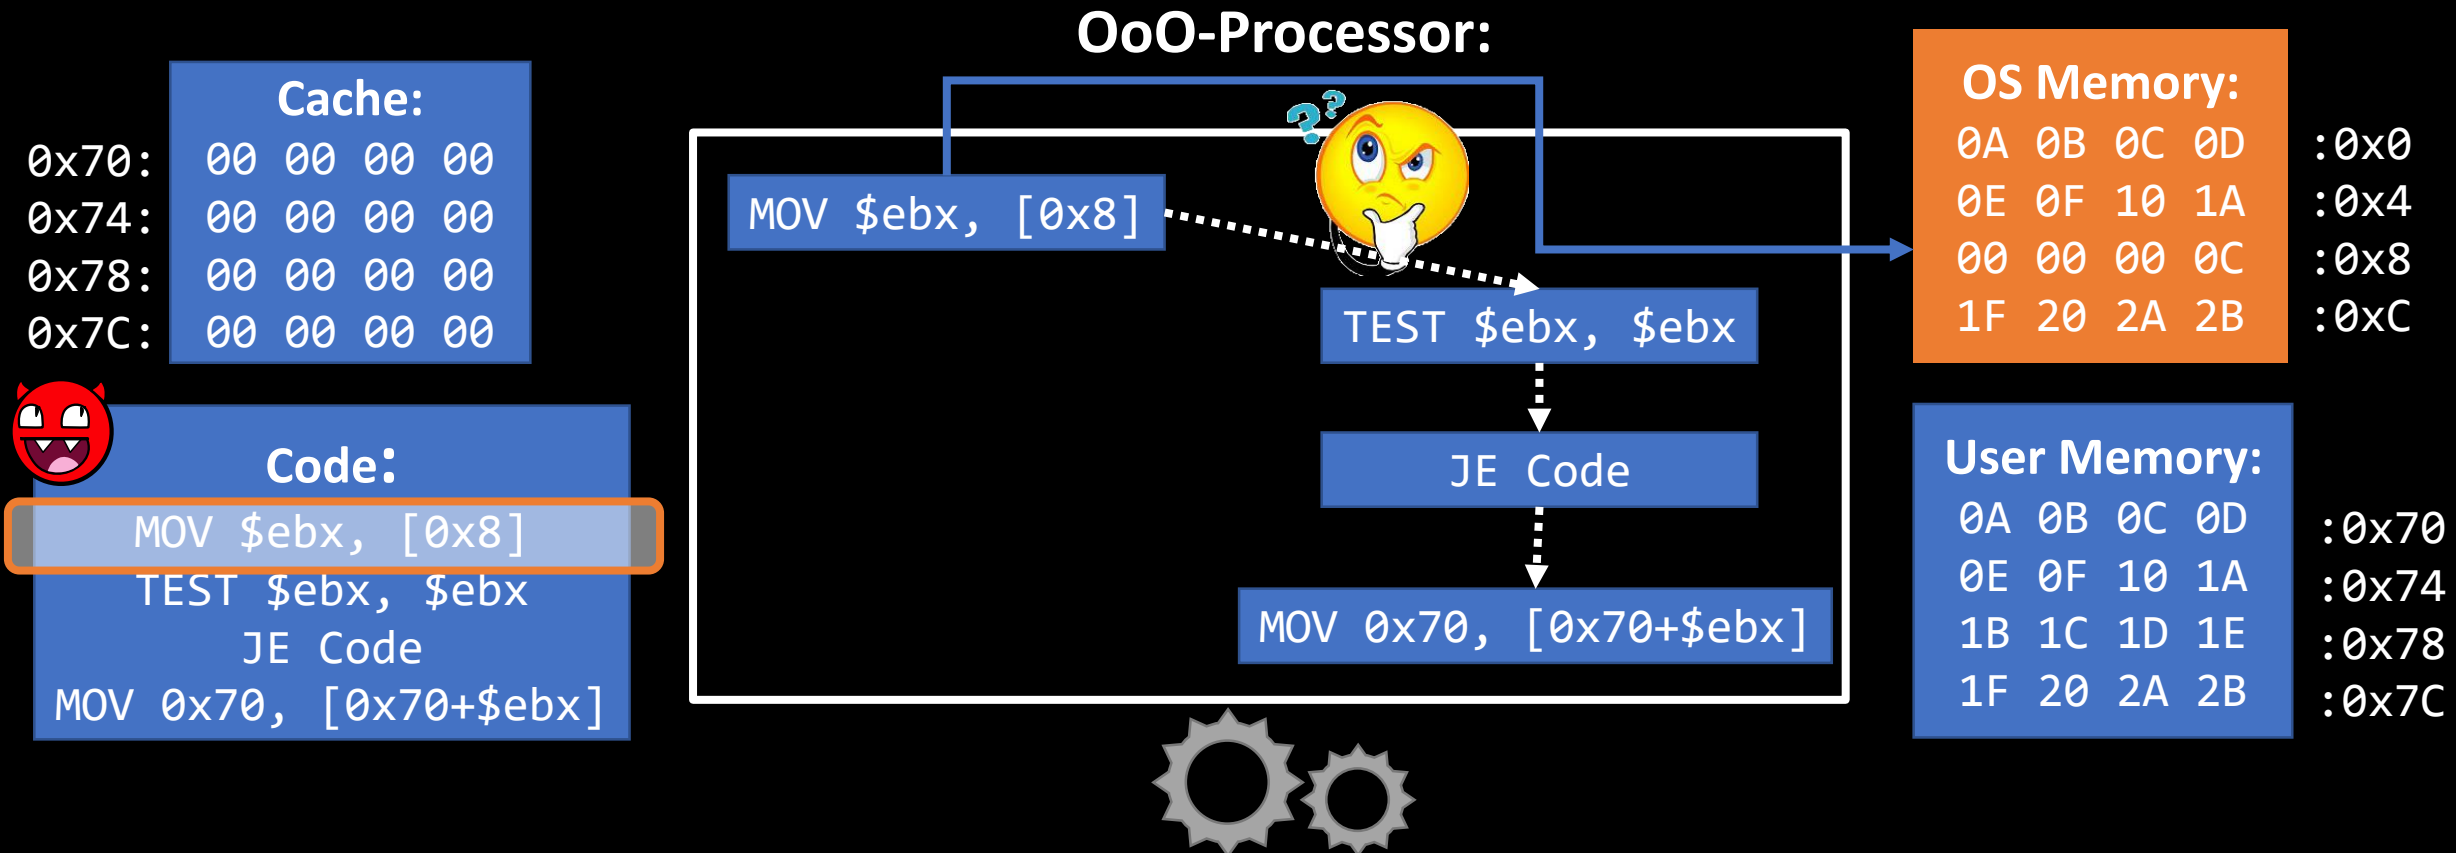 OoO-Processor:
Cache:
0x70: 00 00 00 00
0x74: 00 00 00 00
0x78: 00 00 00 00
0x7C: 00 00 00 00
Code:
MOV $ebx, [0x8]
TEST $ebx, $ebx
JE Code
MOV 0x70, [0x70+$ebx]
??
MOV $ebx, [0x8]
TEST $ebx, $ebx
JE Code
MOV 0x70, [0x70+$ebx]
OS Memory:
0A 0B 0C 0D :0x0
0E 0F 10 1A :0x4
00 00 00 0C :0x8
1F 20 2A 2B :0xC
User Memory:
0A 0B 0C 0D :0x70
0E 0F 10 1A :0x74
1B 1C 1D 1E :0x78
1F 20 2A 2B :0x7C